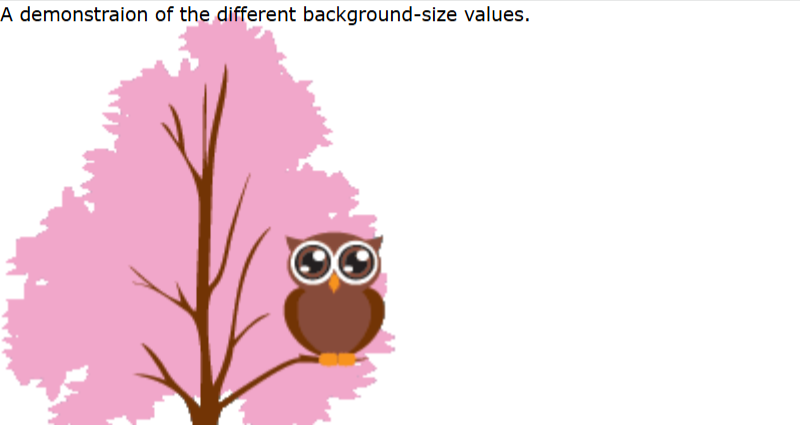 A demonstraion of the different background-size values.